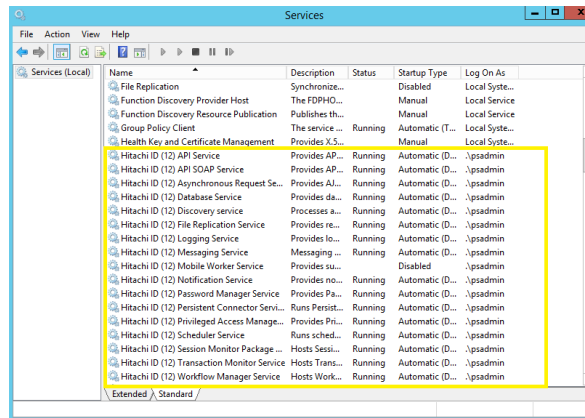 Services
File Action View Help
Services (Local)
Name Description Status Startup Type Log On As
File Replication Synchronize... Disabled Local Syste...
Function Discovery Provider Host The FDPHO... Manual Local Service
Function Discovery Resource Publication Publishes th... Manual Local Service
Group Policy Client The service ... Running Automatic (T... Local Syste...
Health Key and Certificate Management Provides X.5... Manual Local Syste...
Hitachi ID (12) API Service Provides AP... Running Automatic (D... .\psadmin
Hitachi ID (12) API SOAP Service Provides AP... Running Automatic (D... .\psadmin
Hitachi ID (12) Asynchronous Request Se... Provides AJ... Running Automatic (D... .\psadmin
Hitachi ID (12) Database Service Provides da... Running Automatic (D... .\psadmin
Hitachi ID (12) Discovery service Processes a... Running Automatic (D... .\psadmin
Hitachi ID (12) File Replication Service Provides re... Running Automatic (D... .\psadmin
Hitachi ID (12) Logging Service Provides lo... Running Automatic (D... .\psadmin
Hitachi ID (12) Messaging Service Messaging ... Running Automatic (D... .\psadmin
Hitachi ID (12) Mobile Worker Service Provides su... Disabled .\psadmin
Hitachi ID (12) Notification Service Provides no... Running Automatic (D... .\psadmin
Hitachi ID (12) Password Manager Service Provides Pa... Running Automatic (D... .\psadmin
Hitachi ID (12) Persistent Connector Servi... Runs Persist... Running Automatic (D... .\psadmin
Hitachi ID (12) Privileged Access Manage... Provides Pri... Running Automatic (D... .\psadmin
Hitachi ID (12) Scheduler Service Runs sched... Running Automatic (D... .\psadmin
Hitachi ID (12) Session Monitor Package ... Hosts Sessi... Running Automatic (D... .\psadmin
Hitachi ID (12) Transaction Monitor Service Hosts Trans... Running Automatic (D... .\psadmin
Hitachi ID (12) Workflow Manager Service Hosts Work... Running Automatic (D... .\psadmin
Extended Standard